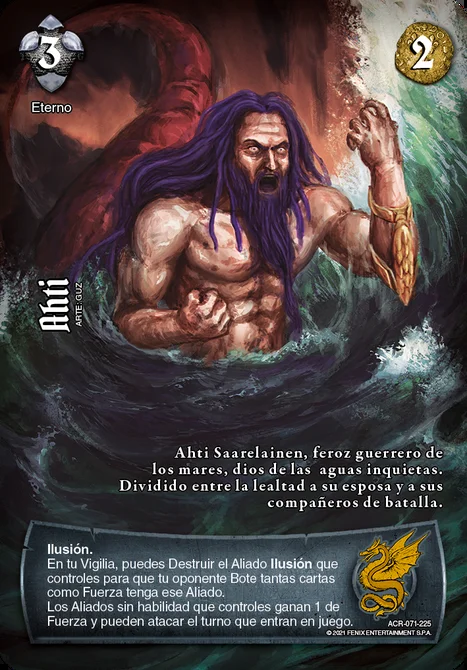 3
2
Eterno
Ahti
ARTE: GUZ
Ahti Saarelainen, feroz guerrero de
los mares, dios de las aguas inquietas.
Dividido entre la lealtad a su esposa y a sus
compañeros de batalla.
Ilusión.
En tu Vigilia, puedes Destruir el Aliado Ilusión que
controles para que tu oponente Bote tantas cartas
como Fuerza tenga ese Aliado.
Los Aliados sin habilidad que controles ganan 1 de
Fuerza y pueden atacar el turno que entran en juego.
ACR-071-225
© 2021 FENIX ENTERTAINMENT S.P.A.